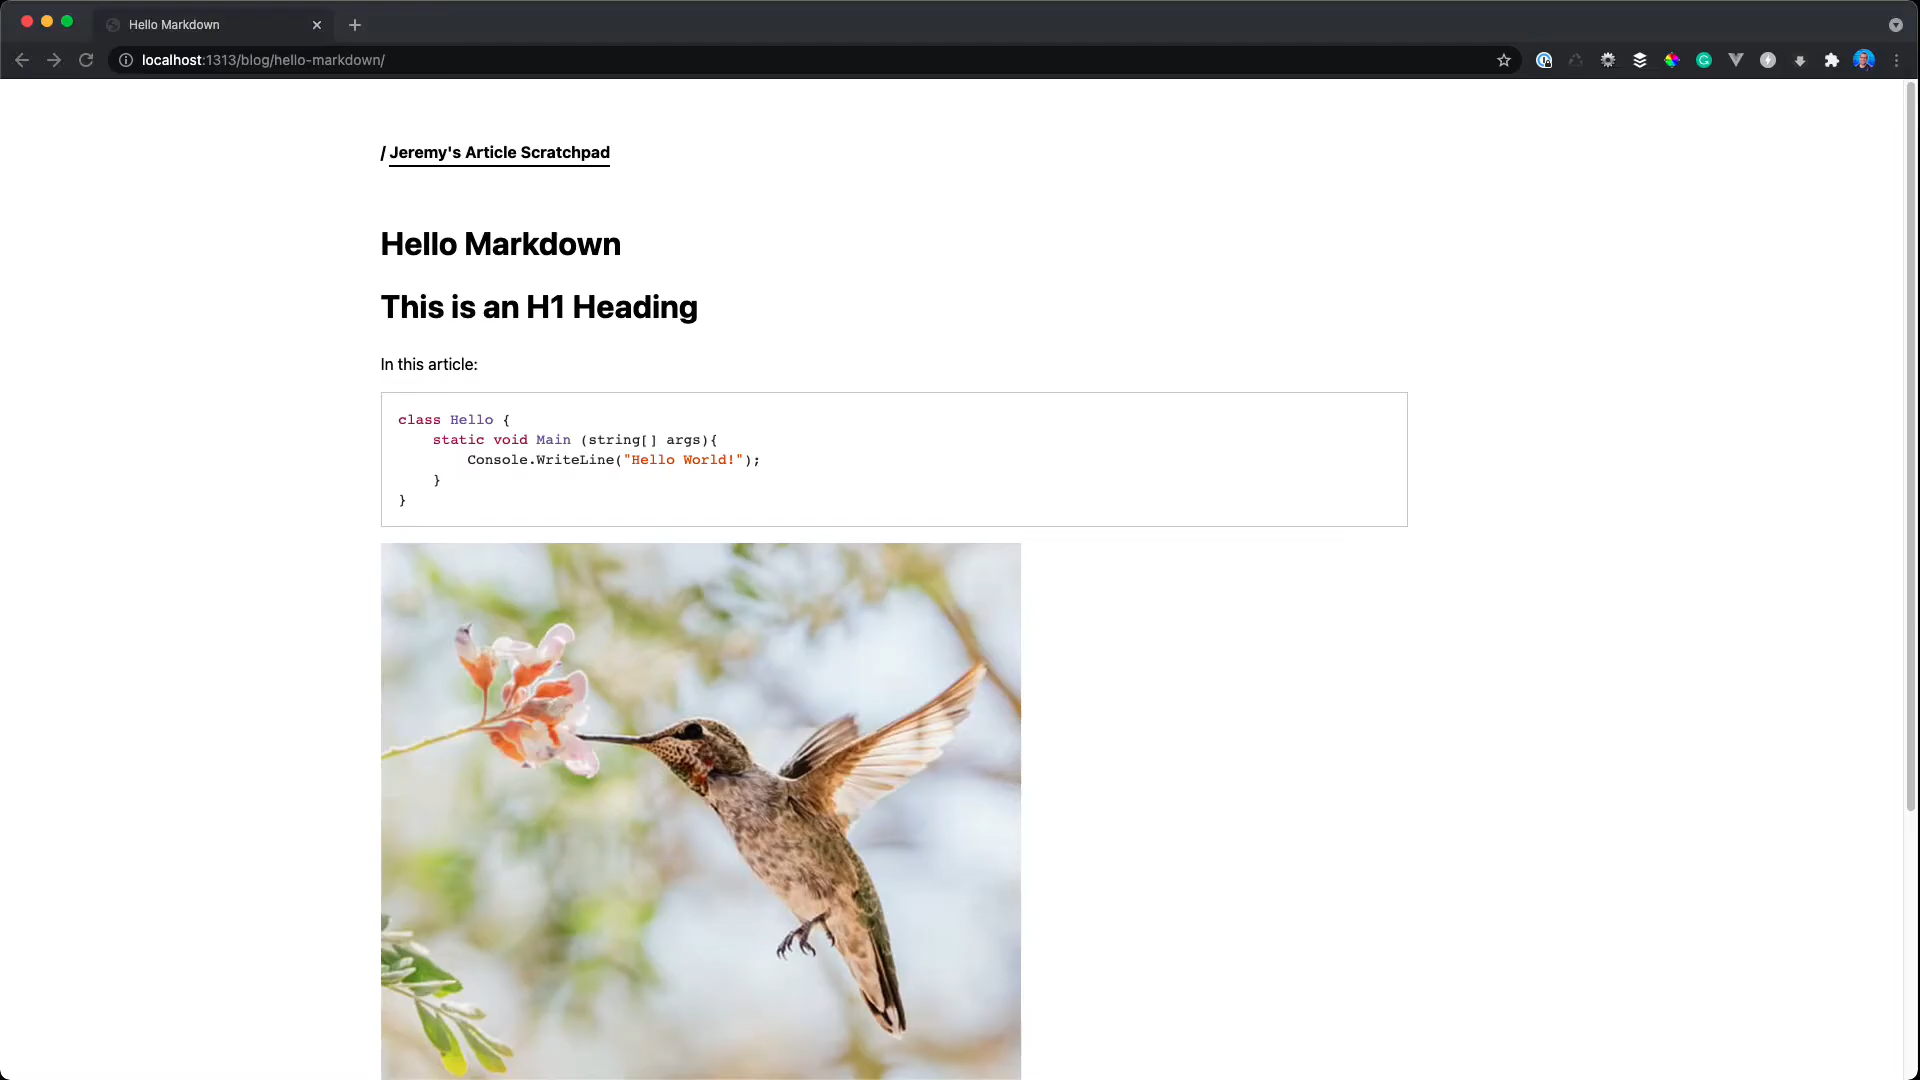 Hello Markdown
localhost:1313/blog/hello-markdown/
/ Jeremy's Article Scratchpad
Hello Markdown
This is an H1 Heading
In this article:
class Hello {
    static void Main (string[] args){
        Console.WriteLine("Hello World!");
    }
}